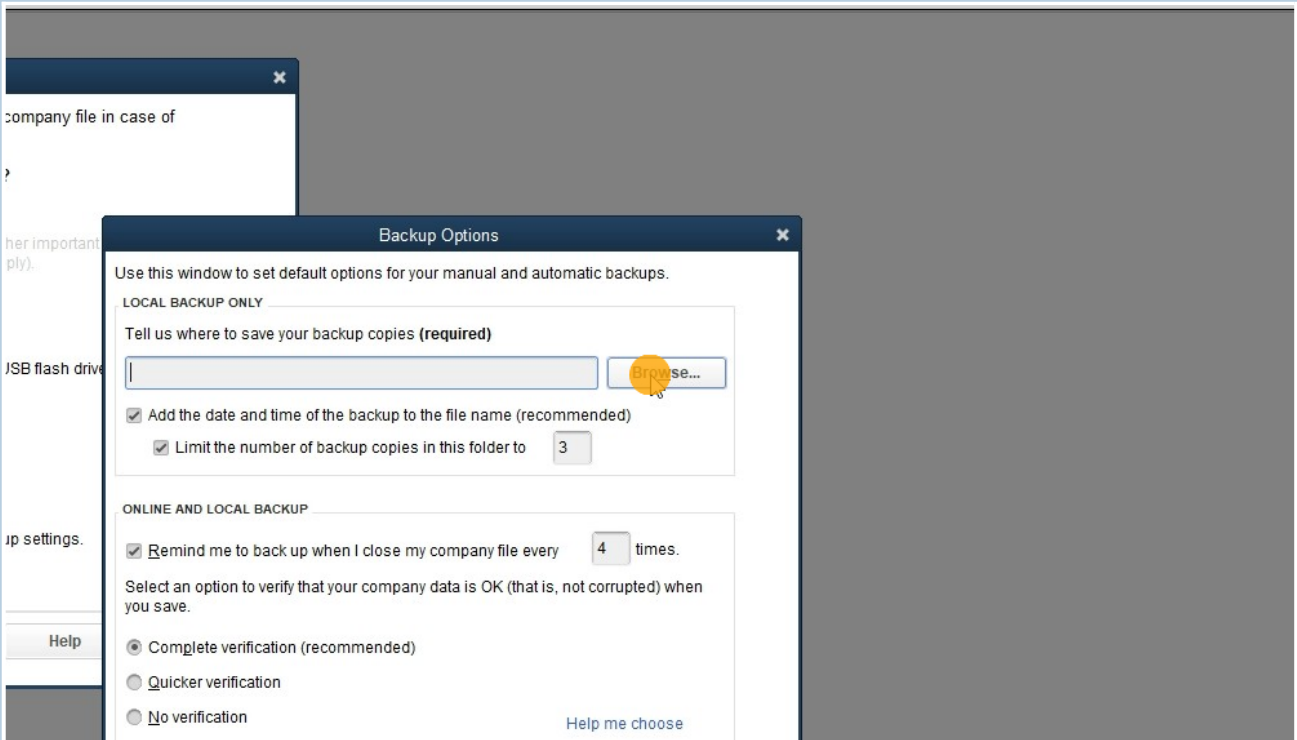 company file in case of
?
her important
ply).
USB flash drive
up settings.
Help
Backup Options
Use this window to set default options for your manual and automatic backups.
LOCAL BACKUP ONLY
Tell us where to save your backup copies (required)
Browse...
Add the date and time of the backup to the file name (recommended)
Limit the number of backup copies in this folder to 3
ONLINE AND LOCAL BACKUP
Remind me to back up when I close my company file every 4 times.
Select an option to verify that your company data is OK (that is, not corrupted) when
you save.
Complete verification (recommended)
Quicker verification
No verification
Help me choose